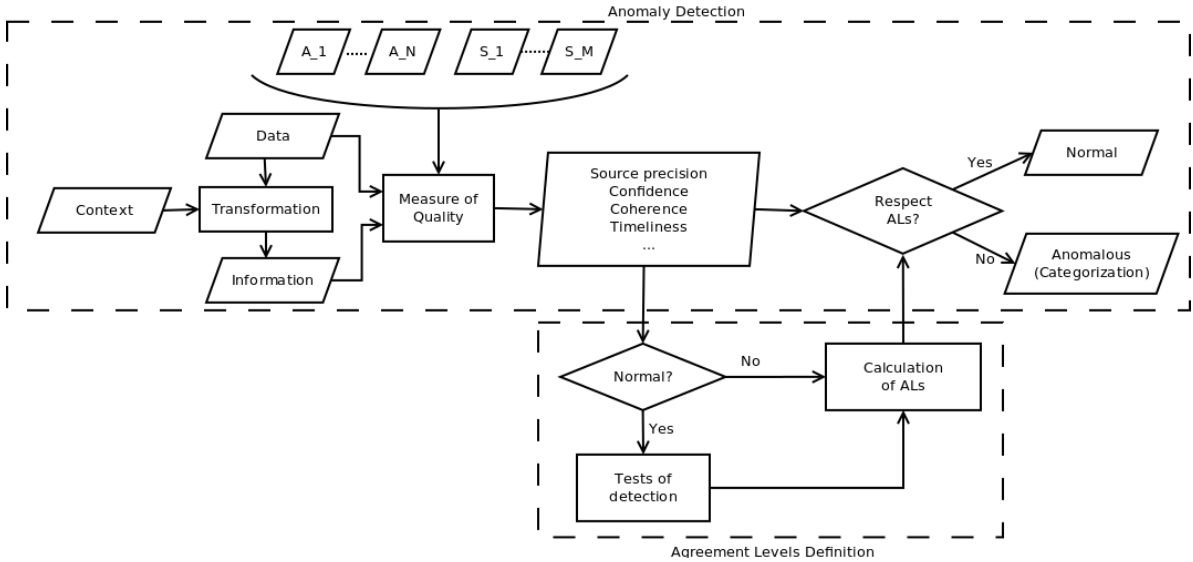 Anomaly Detection
A_1 ..... A_N S_1 ....... S_M
Data
Context
Transformation
Information
Measure of
Quality
Source precision
Confidence
Coherence
Timeliness
...
Respect
ALs?
Yes
Normal
No
Anomalous
(Categorization)
Normal?
No
Calculation
of ALs
Yes
Tests of
detection
Agreement Levels Definition